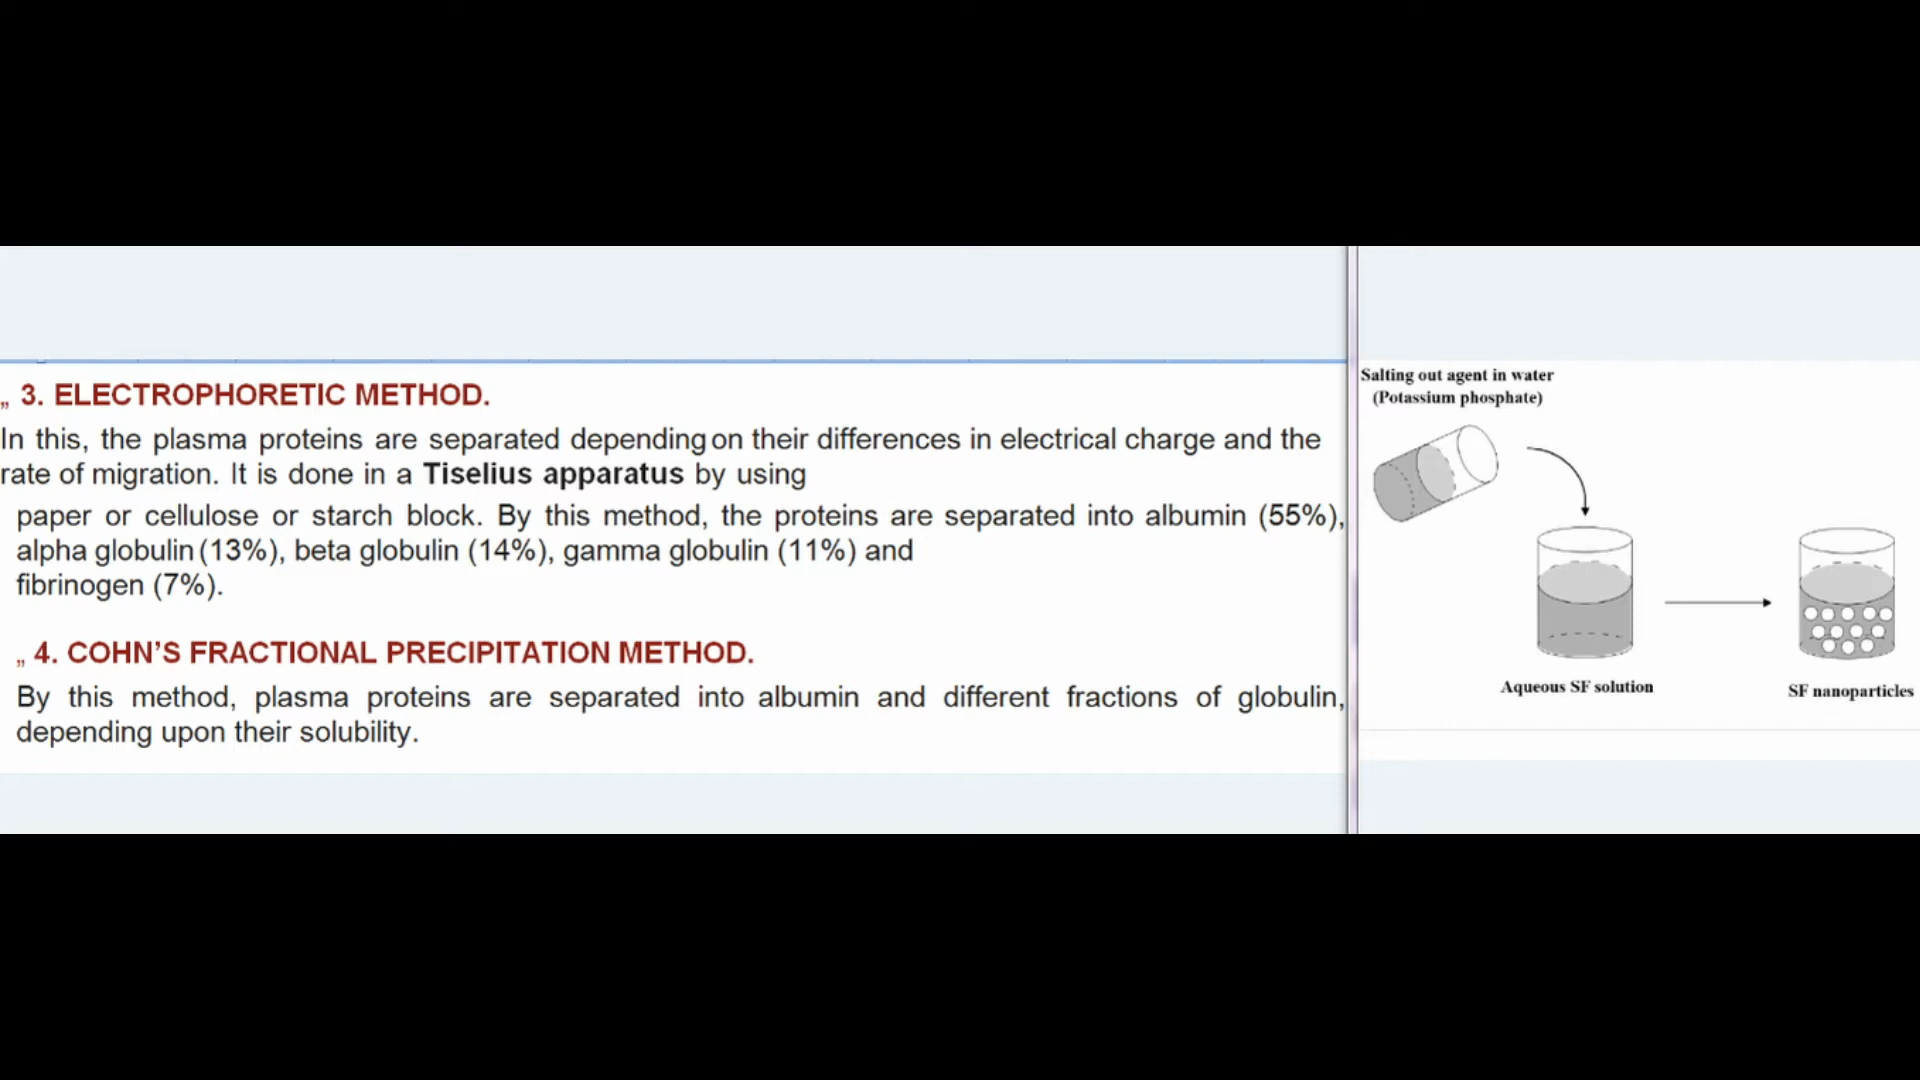 „ 3. ELECTROPHORETIC METHOD.
In this, the plasma proteins are separated depending on their differences in electrical charge and the
rate of migration. It is done in a Tiselius apparatus by using
paper or cellulose or starch block. By this method, the proteins are separated into albumin (55%),
alpha globulin (13%), beta globulin (14%), gamma globulin (11%) and
fibrinogen (7%).
„ 4. COHN’S FRACTIONAL PRECIPITATION METHOD.
By this method, plasma proteins are separated into albumin and different fractions of globulin,
depending upon their solubility.
Salting out agent in water
(Potassium phosphate)
Aqueous SF solution
SF nanoparticles